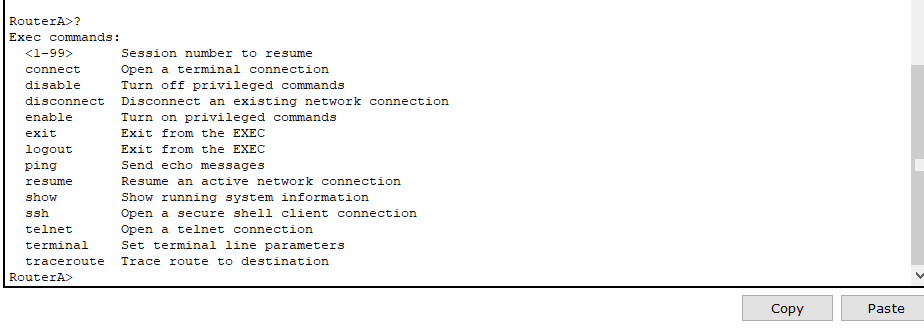 RouterA>?
Exec commands:
  <1-99>      Session number to resume
  connect     Open a terminal connection
  disable     Turn off privileged commands
  disconnect  Disconnect an existing network connection
  enable      Turn on privileged commands
  exit        Exit from the EXEC
  logout      Exit from the EXEC
  ping        Send echo messages
  resume      Resume an active network connection
  show        Show running system information
  ssh         Open a secure shell client connection
  telnet      Open a telnet connection
  terminal    Set terminal line parameters
  traceroute  Trace route to destination
RouterA>
Copy Paste